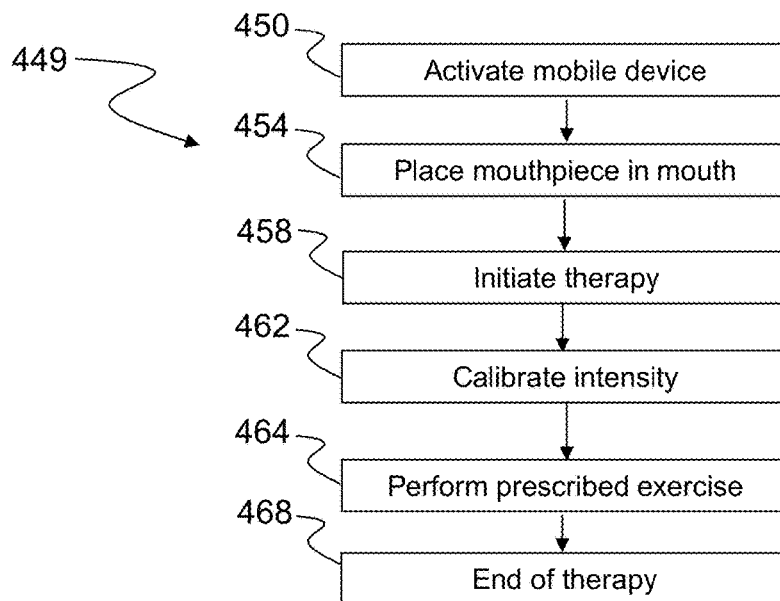 449
450
Activate mobile device
454
Place mouthpiece in mouth
458
Initiate therapy
462
Calibrate intensity
464
Perform prescribed exercise
468
End of therapy